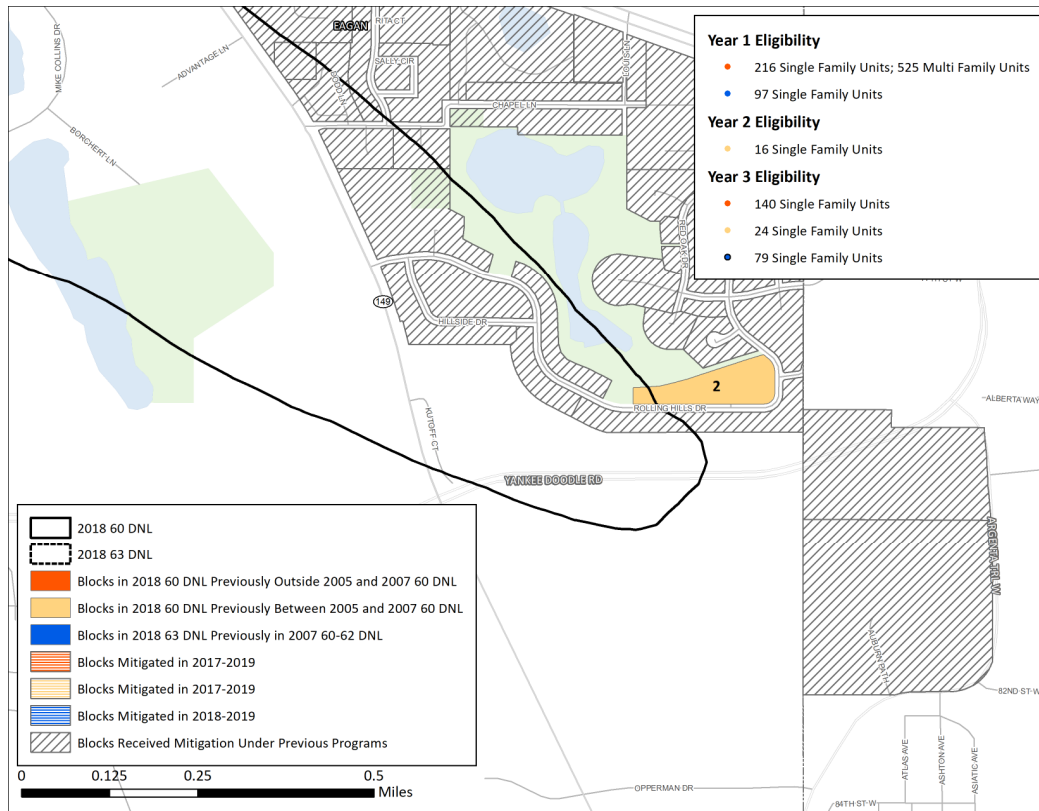 MIKE COLLINS DR
ADVANTAGE LN
BORCHERT LN
EAGAN
RITA CT
SALLY CIR
CHAPEL LN
RED OAK DR
149
HILLSIDE DR
2
ROLLING HILLS DR
KUTOFF CT
YANKEE DOODLE RD
ALBERTA WAY
ARGENTA TRL W
AUBURN PATH
82ND ST W
ATLAS AVE
ASHTON AVE
ASIATIC AVE
OPPERMAN DR
84TH ST W
Year 1 Eligibility
216 Single Family Units; 525 Multi Family Units
97 Single Family Units
Year 2 Eligibility
16 Single Family Units
Year 3 Eligibility
140 Single Family Units
24 Single Family Units
79 Single Family Units
2018 60 DNL
2018 63 DNL
Blocks in 2018 60 DNL Previously Outside 2005 and 2007 60 DNL
Blocks in 2018 60 DNL Previously Between 2005 and 2007 60 DNL
Blocks in 2018 63 DNL Previously in 2007 60-62 DNL
Blocks Mitigated in 2017-2019
Blocks Mitigated in 2017-2019
Blocks Mitigated in 2018-2019
Blocks Received Mitigation Under Previous Programs
0 0.125 0.25 0.5
Miles